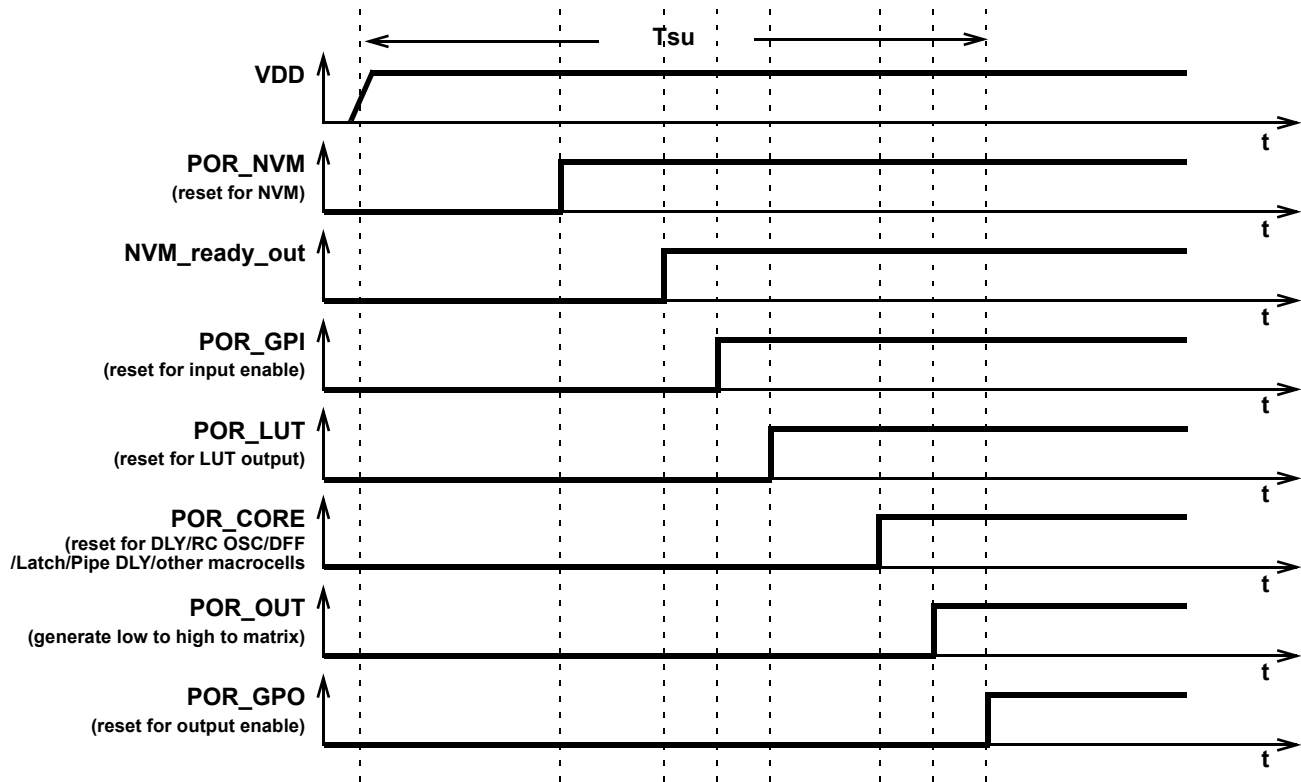 Tsu
VDD
t
POR_NVM
(reset for NVM)
t
NVM_ready_out
t
POR_GPI
(reset for input enable)
t
POR_LUT
(reset for LUT output)
t
POR_CORE
(reset for DLY/RC OSC/DFF
/Latch/Pipe DLY/other macrocells
t
POR_OUT
(generate low to high to matrix)
t
POR_GPO
(reset for output enable)
t